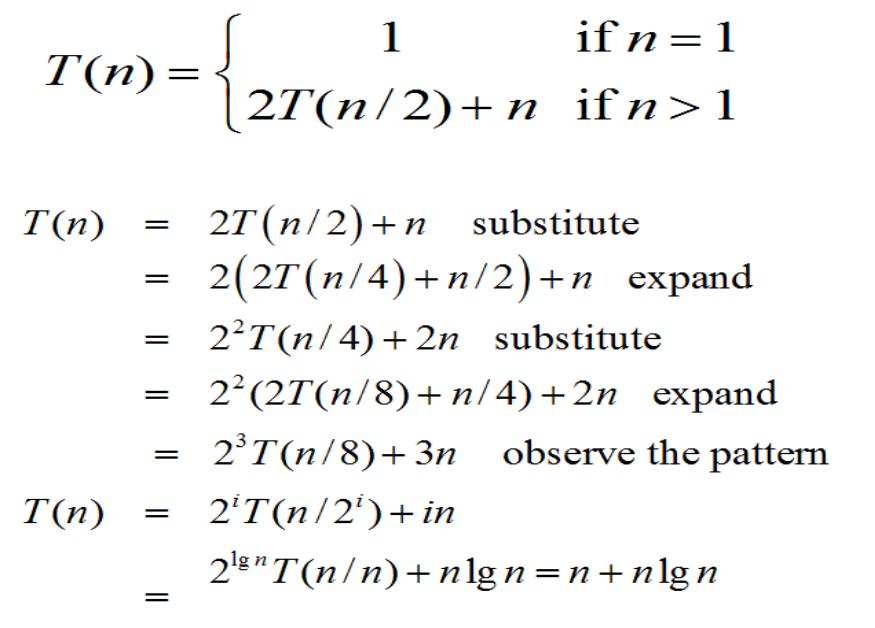 T(n) = { 1 if n = 1
2T(n/2) + n if n > 1
T(n) = 2T(n/2) + n substitute
= 2(2T(n/4) + n/2) + n expand
= 2²T(n/4) + 2n substitute
= 2²(2T(n/8) + n/4) + 2n expand
= 2³T(n/8) + 3n observe the pattern
T(n) = 2ⁱT(n/2ⁱ) + in
= 2^{lg n}T(n/n) + n lg n = n + n lg n